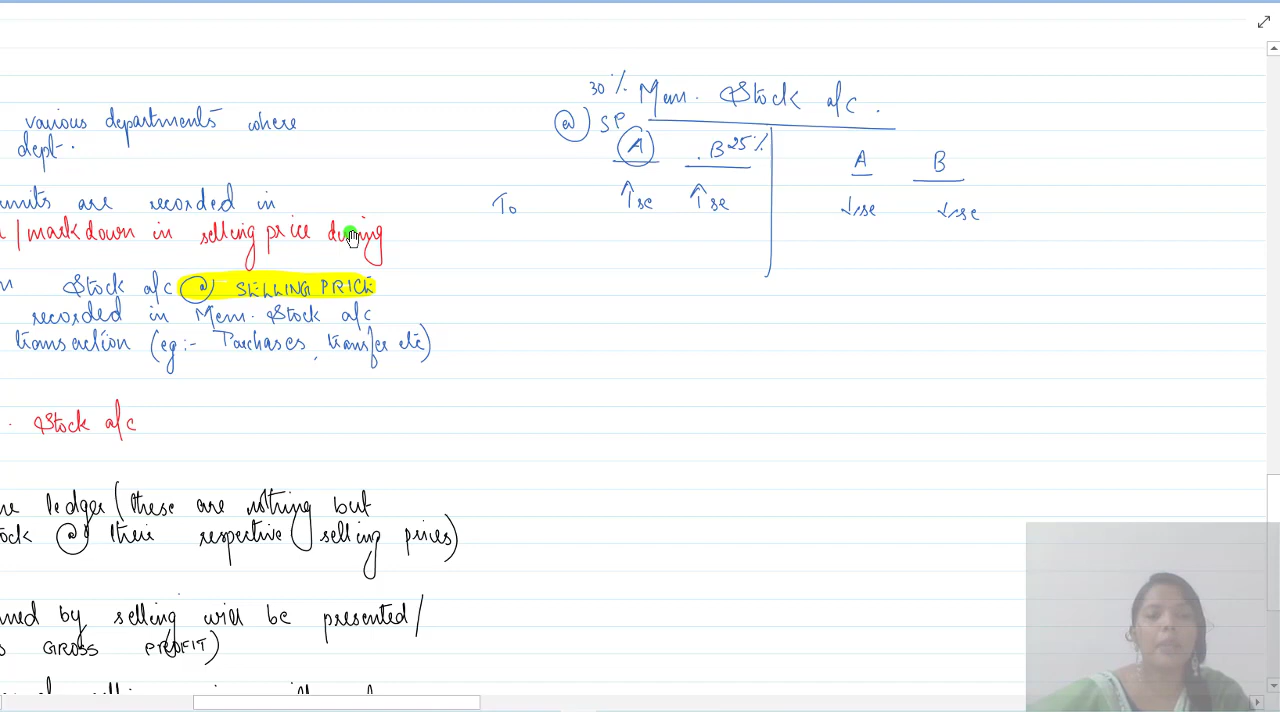 various departments where
dept.
units are recorded in
/ markdown in selling price during
Stock a/c @ SELLING PRICE
recorded in Mem. Stock a/c
transaction (eg:- Purchases, transfer etc)
. Stock a/c
ledger (these are nothing but
@ their respective selling prices)
by selling will be presented /
GROSS PROFIT)
30% Mem. Stock a/c.
@ SP
A B 25% A B
To ↑se ↑se ↓se ↓se